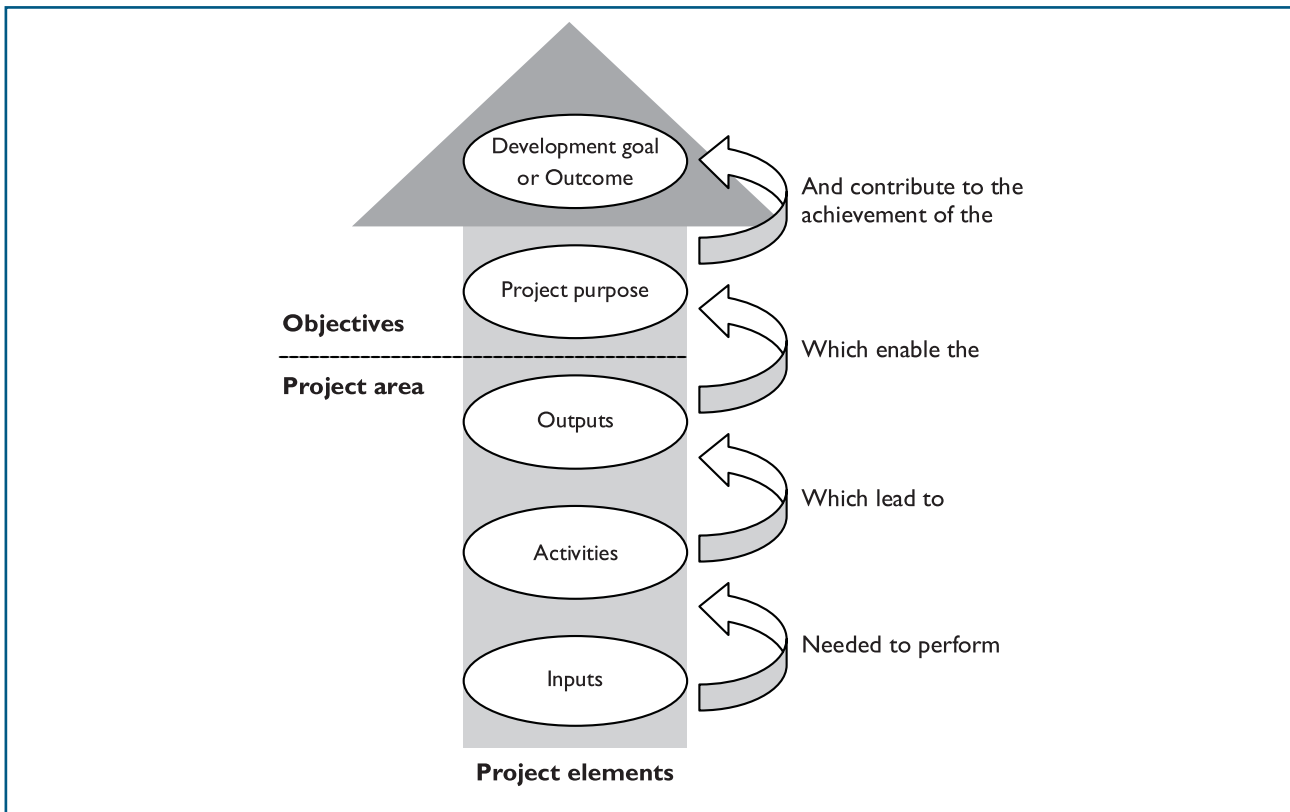 Development goal
or Outcome
And contribute to the
achievement of the
Project purpose
Objectives
Which enable the
Project area
Outputs
Which lead to
Activities
Needed to perform
Inputs
Project elements